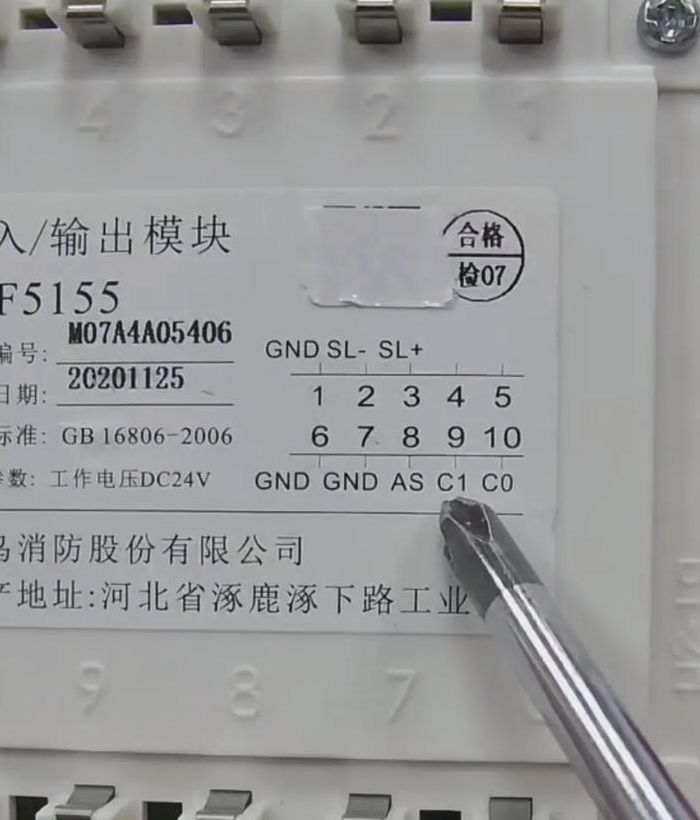 4 3 2 1
入/输出模块
合格
检07
F5155
编号: M07A4A05406
日期: 20201125
标准: GB 16806-2006
参数: 工作电压DC24V
GND SL- SL+
1 2 3 4 5
6 7 8 9 10
GND GND AS C1 C0
消防股份有限公司
产地址:河北省涿鹿涿下路工业
9 8 7